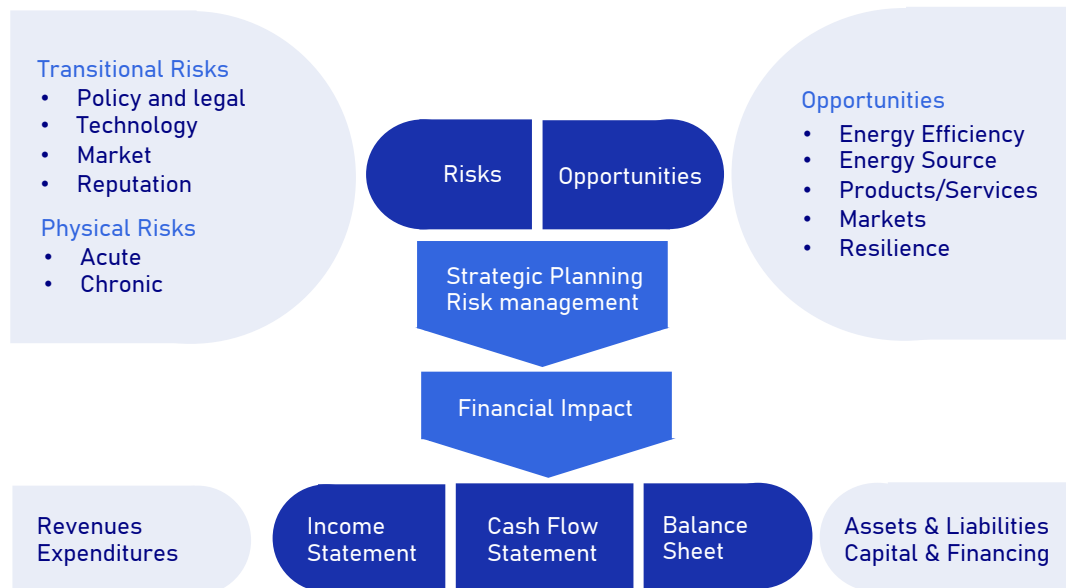 Transitional Risks
• Policy and legal
• Technology
• Market
• Reputation
Physical Risks
• Acute
• Chronic
Risks
Opportunities
Opportunities
• Energy Efficiency
• Energy Source
• Products/Services
• Markets
• Resilience
Strategic Planning
Risk management
Financial Impact
Revenues
Expenditures
Income
Statement
Cash Flow
Statement
Balance
Sheet
Assets & Liabilities
Capital & Financing